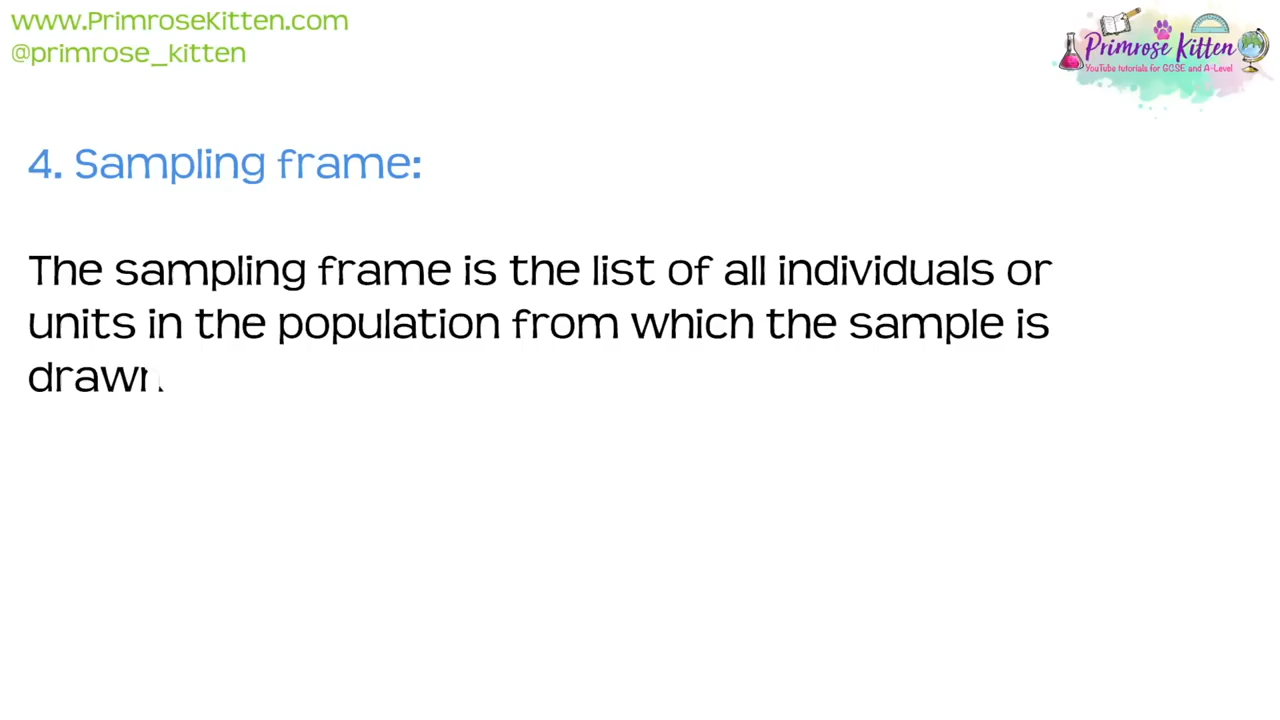 www.PrimroseKitten.com
@primrose_kitten
Primrose Kitten
YouTube tutorials for GCSE and A-Level
4. Sampling frame:
The sampling frame is the list of all individuals or
units in the population from which the sample is
drawn